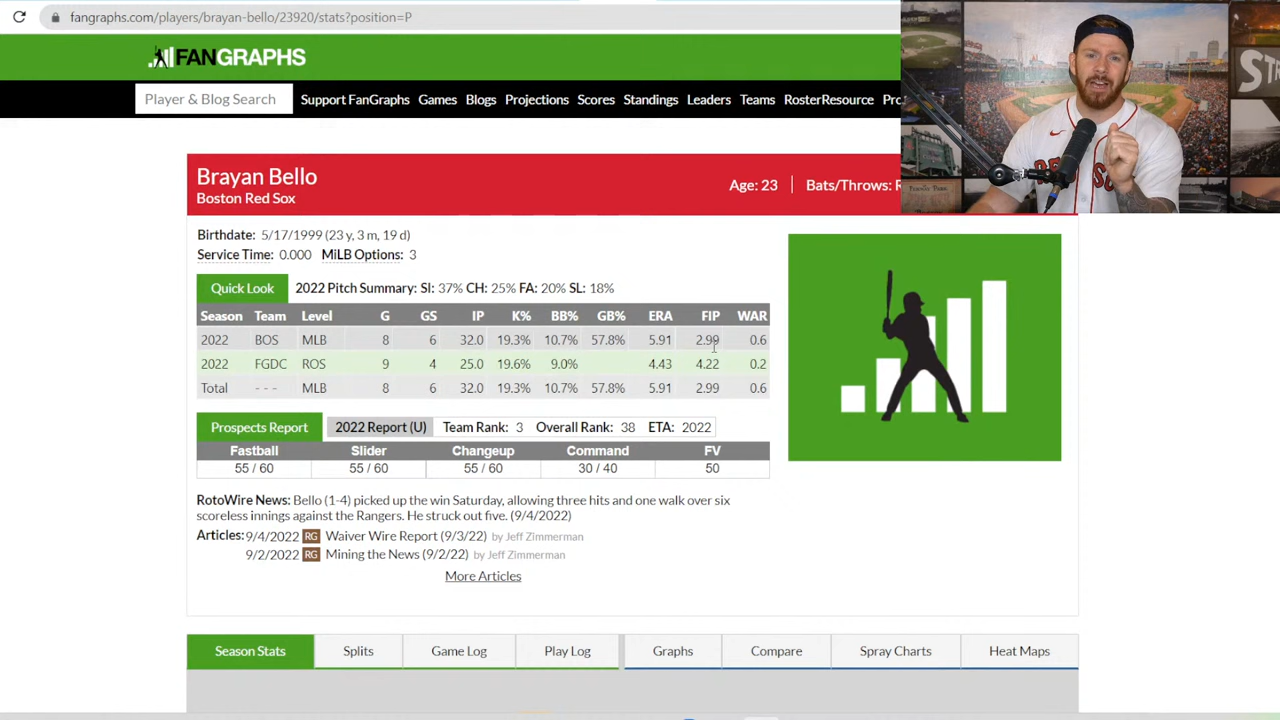 fangraphs.com/players/brayan-bello/23920/stats?position=P
FANGRAPHS
Player & Blog Search Support FanGraphs Games Blogs Projections Scores Standings Leaders Teams RosterResource
Brayan Bello
Boston Red Sox
Age: 23 Bats/Throws:
Birthdate: 5/17/1999 (23 y, 3 m, 19 d)
Service Time: 0.000 MiLB Options: 3
Quick Look 2022 Pitch Summary: SI: 37% CH: 25% FA: 20% SL: 18%
Season Team Level G GS IP K% BB% GB% ERA FIP WAR
2022 BOS MLB 8 6 32.0 19.3% 10.7% 57.8% 5.91 2.99 0.6
2022 FGDC ROS 9 4 25.0 19.6% 9.0% 4.43 4.22 0.2
Total - - - MLB 8 6 32.0 19.3% 10.7% 57.8% 5.91 2.99 0.6
Prospects Report 2022 Report (U) Team Rank: 3 Overall Rank: 38 ETA: 2022
Fastball Slider Changeup Command FV
55 / 60 55 / 60 55 / 60 30 / 40 50
RotoWire News: Bello (1-4) picked up the win Saturday, allowing three hits and one walk over six
scoreless innings against the Rangers. He struck out five. (9/4/2022)
Articles: 9/4/2022 RG Waiver Wire Report (9/3/22) by Jeff Zimmerman
9/2/2022 RG Mining the News (9/2/22) by Jeff Zimmerman
More Articles
Season Stats Splits Game Log Play Log Graphs Compare Spray Charts Heat Maps